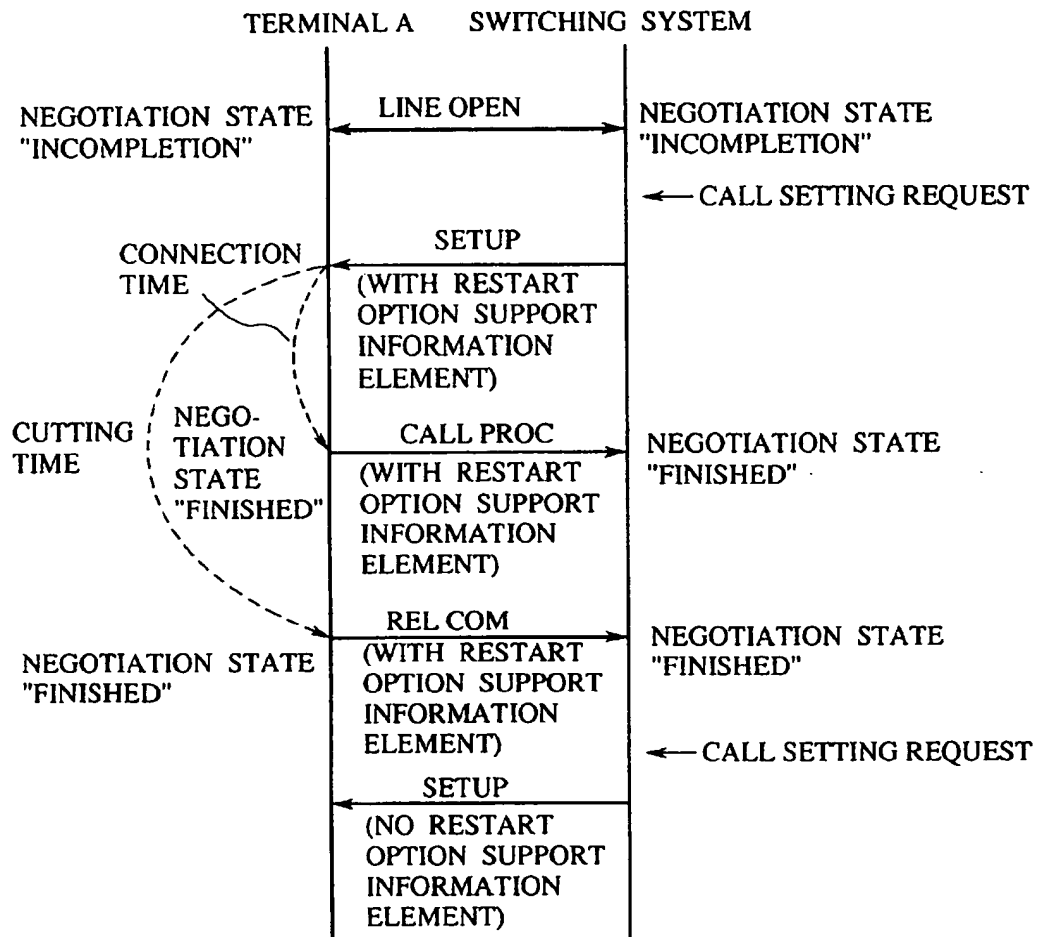 TERMINAL A SWITCHING SYSTEM
LINE OPEN
NEGOTIATION STATE
"INCOMPLETION"
NEGOTIATION STATE
"INCOMPLETION"
CALL SETTING REQUEST
SETUP
(WITH RESTART
OPTION SUPPORT
INFORMATION
ELEMENT)
CONNECTION
TIME
CUTTING
TIME
NEGO-
TIATION
STATE
"FINISHED"
CALL PROC
(WITH RESTART
OPTION SUPPORT
INFORMATION
ELEMENT)
NEGOTIATION STATE
"FINISHED"
REL COM
(WITH RESTART
OPTION SUPPORT
INFORMATION
ELEMENT)
NEGOTIATION STATE
"FINISHED"
NEGOTIATION STATE
"FINISHED"
CALL SETTING REQUEST
SETUP
(NO RESTART
OPTION SUPPORT
INFORMATION
ELEMENT)